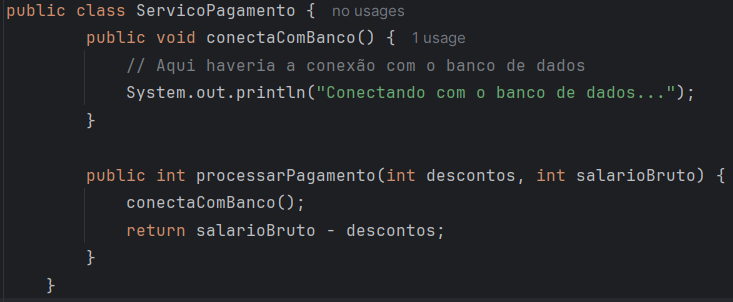 public class ServicoPagamento { no usages
public void conectaComBanco() { 1 usage
// Aqui haveria a conexão com o banco de dados
System.out.println("Conectando com o banco de dados...");
}
public int processarPagamento(int descontos, int salarioBruto) {
conectaComBanco();
return salarioBruto - descontos;
}
}